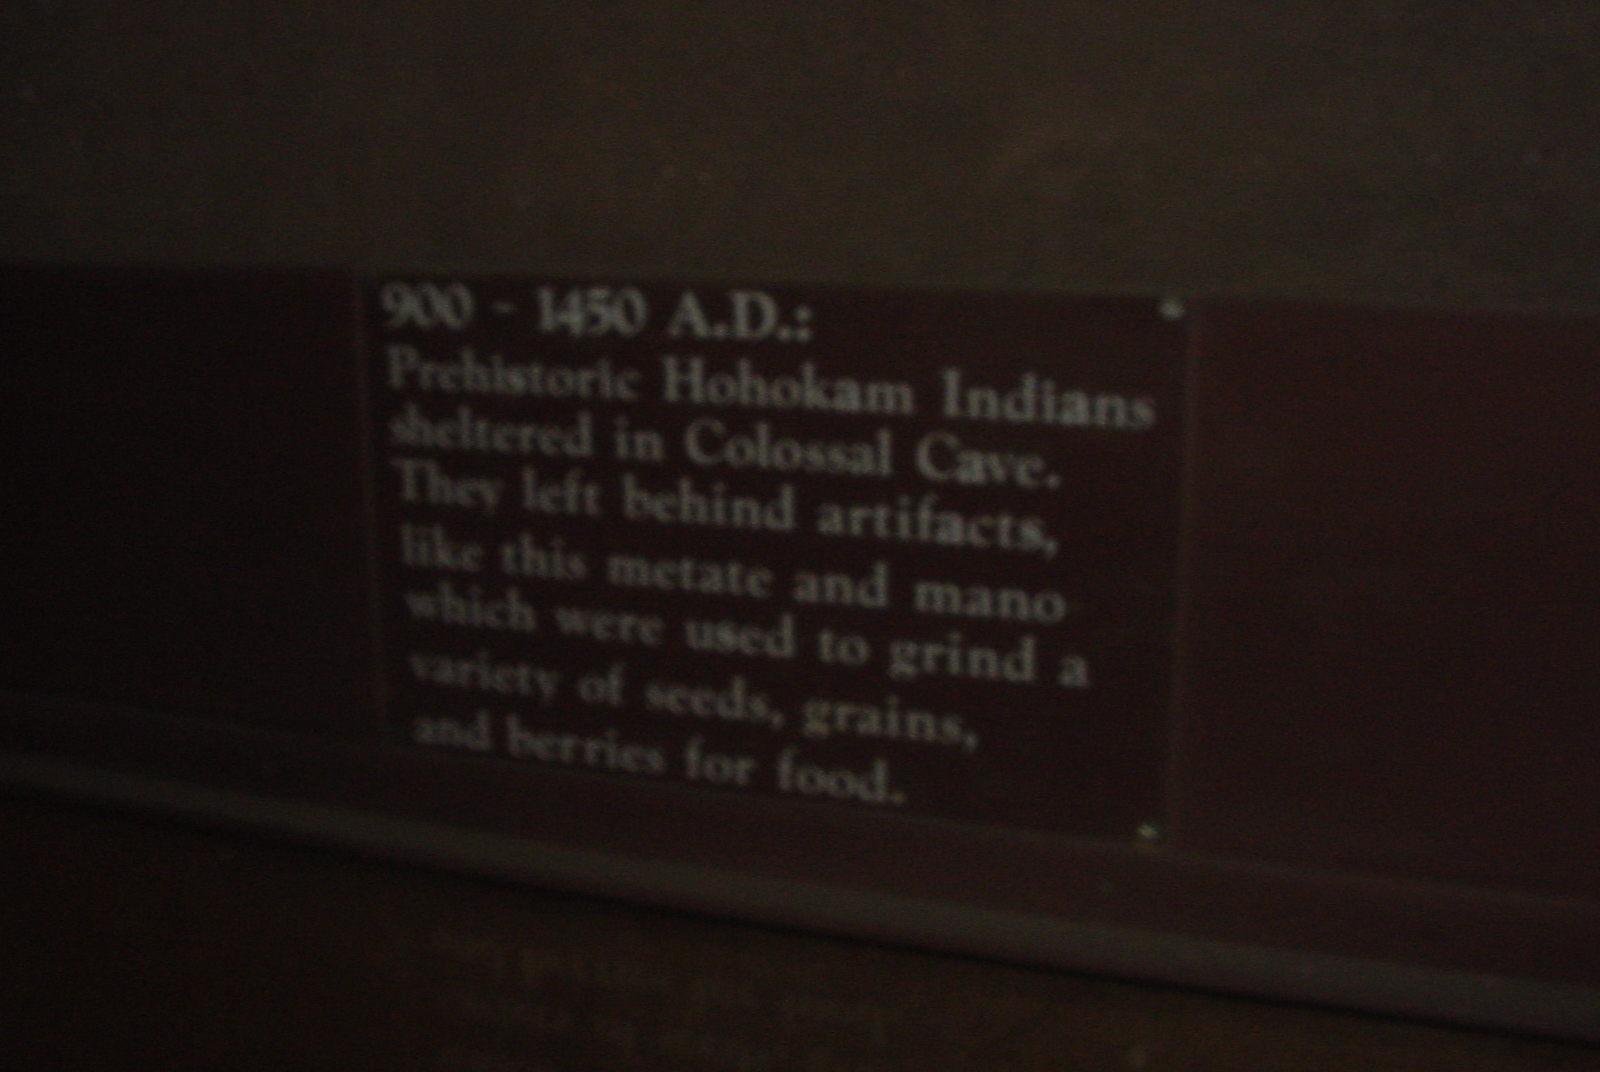 900 - 1450 A.D.:
Prehistoric Hohokam Indians
sheltered in Colossal Cave.
They left behind artifacts,
like this metate and mano
which were used to grind a
variety of seeds, grains,
and berries for food.